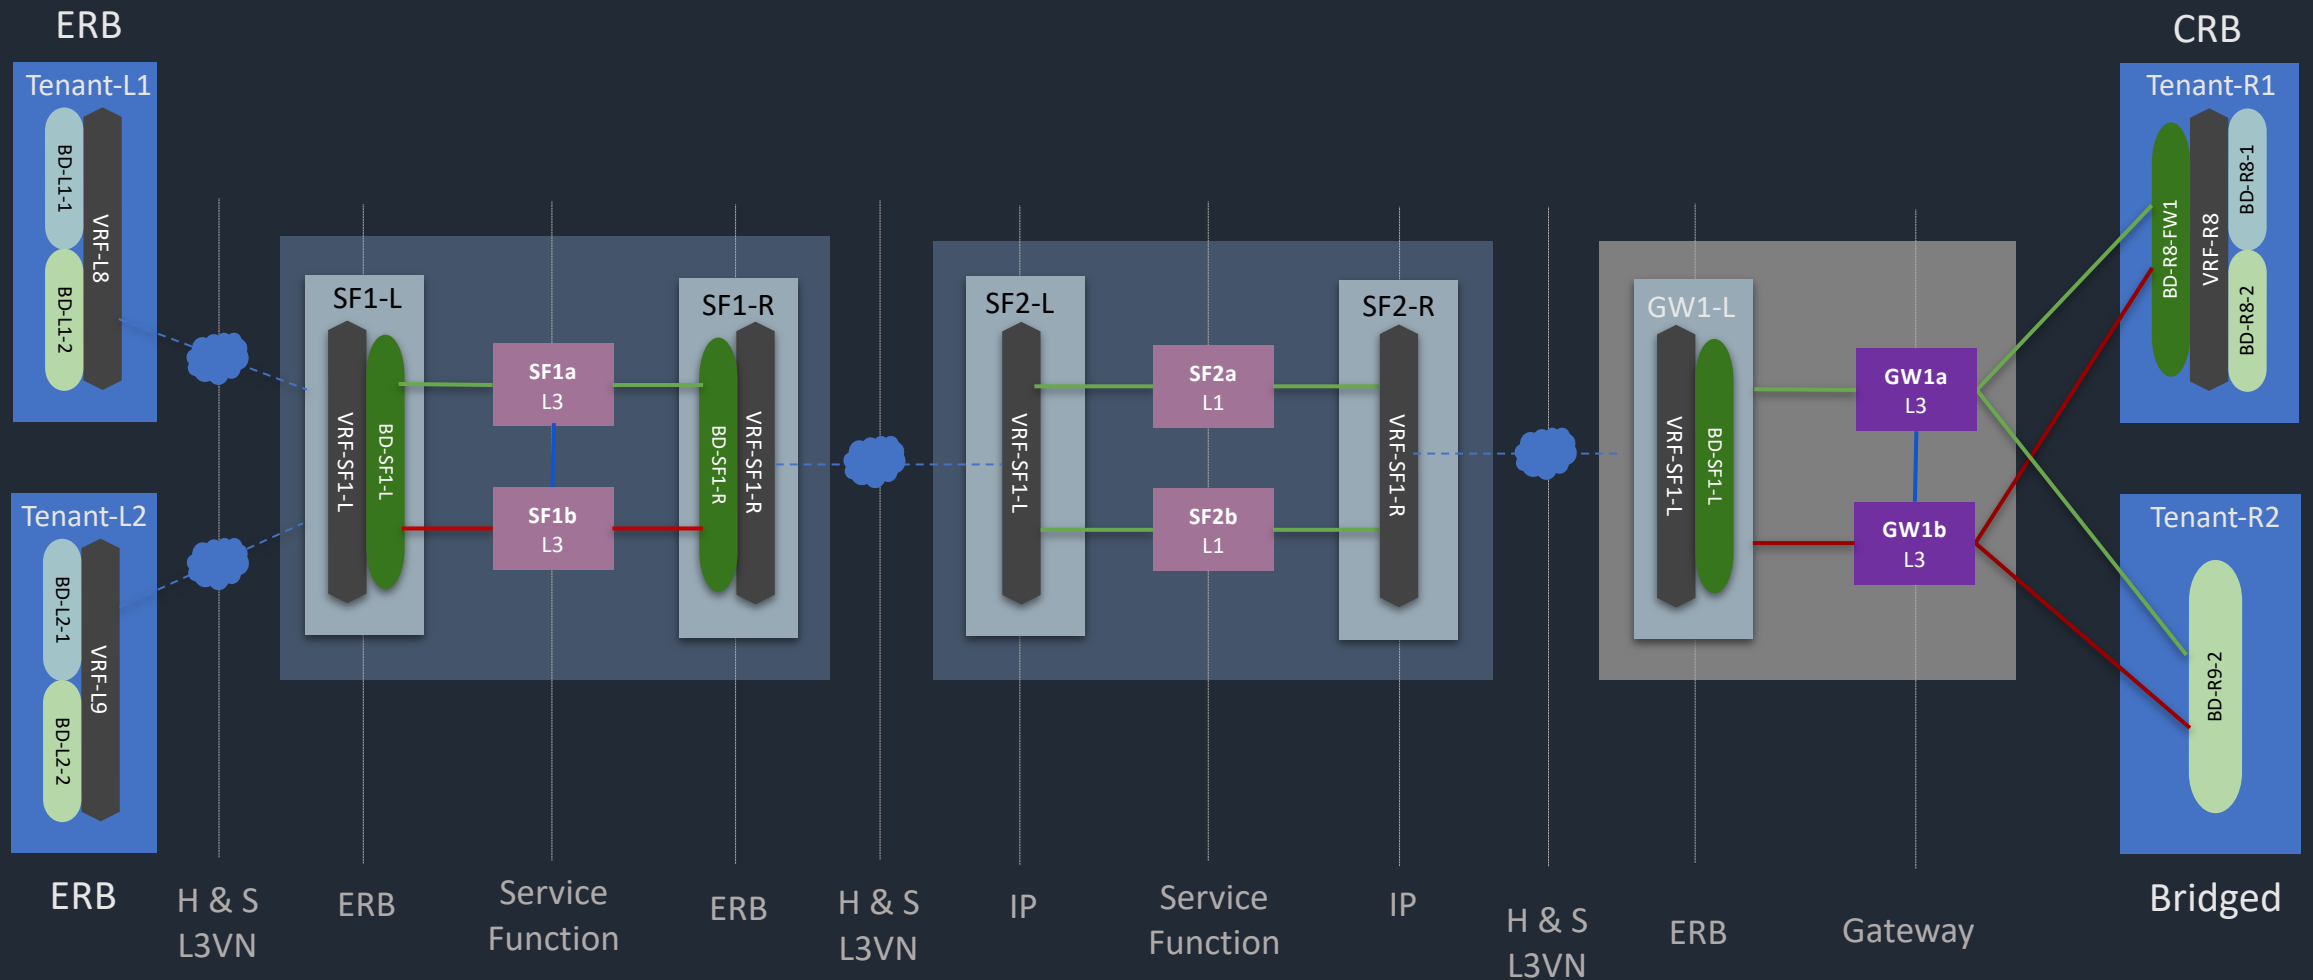 ERB
CRB
Tenant-L1
BD-L1-1
BD-L1-2
VRF-L8
Tenant-L2
BD-L2-1
BD-L2-2
VRF-L9
ERB
H & S
L3VN
SF1-L
VRF-SF1-L
BD-SF1-L
ERB
SF1a
L3
SF1b
L3
Service
Function
SF1-R
BD-SF1-R
VRF-SF1-R
ERB
H & S
L3VN
SF2-L
VRF-SF1-L
IP
SF2a
L1
SF2b
L1
Service
Function
SF2-R
VRF-SF1-R
IP
H & S
L3VN
GW1-L
VRF-SF1-L
BD-SF1-L
ERB
GW1a
L3
GW1b
L3
Gateway
Tenant-R1
BD-R8-FW1
VRF-R8
BD-R8-1
BD-R8-2
Tenant-R2
BD-R9-2
Bridged